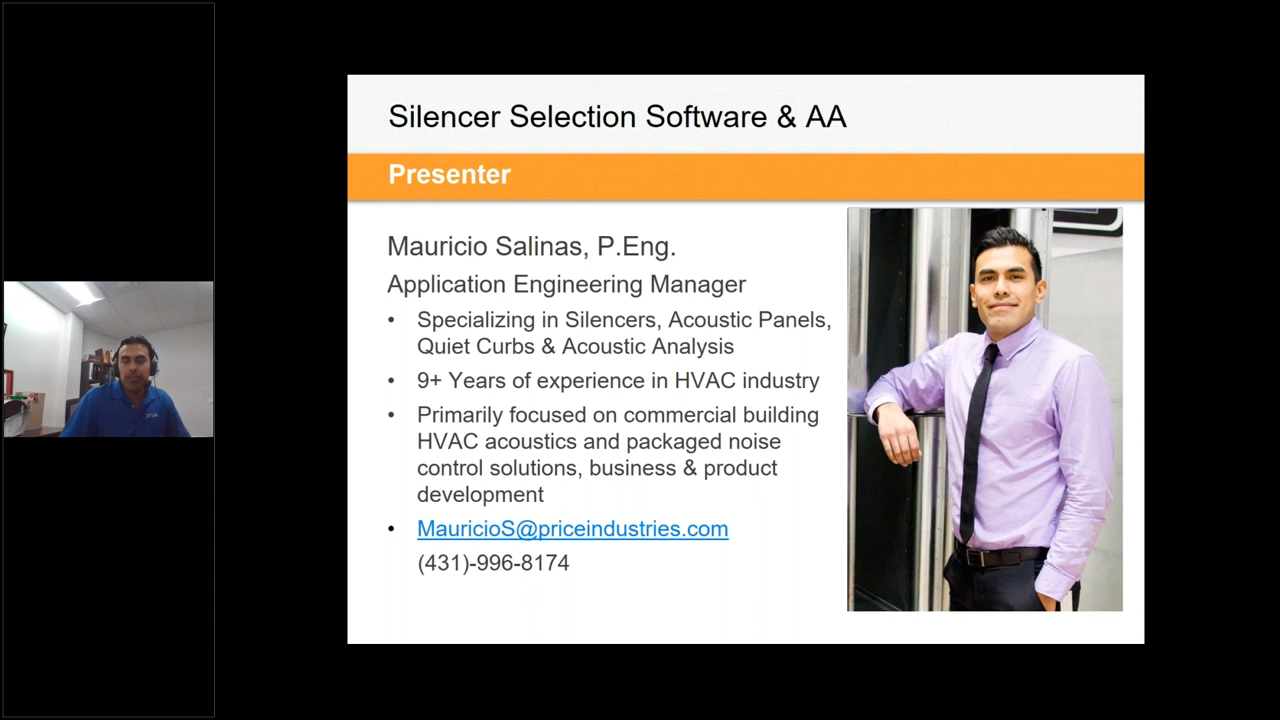 Silencer Selection Software & AA
Presenter
Mauricio Salinas, P.Eng.
Application Engineering Manager
• Specializing in Silencers, Acoustic Panels,
Quiet Curbs & Acoustic Analysis
• 9+ Years of experience in HVAC industry
• Primarily focused on commercial building
HVAC acoustics and packaged noise
control solutions, business & product
development
• MauricioS@priceindustries.com
(431)-996-8174